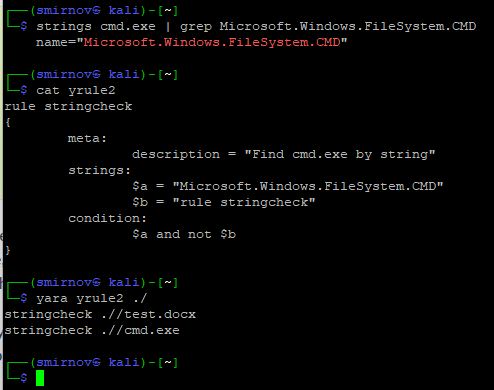 (smirnov㉿ kali)-[~]
$ strings cmd.exe | grep Microsoft.Windows.FileSystem.CMD
name="Microsoft.Windows.FileSystem.CMD"
(smirnov㉿ kali)-[~]
$ cat yrule2
rule stringcheck
{
meta:
description = "Find cmd.exe by string"
strings:
$a = "Microsoft.Windows.FileSystem.CMD"
$b = "rule stringcheck"
condition:
$a and not $b
}
(smirnov㉿ kali)-[~]
$ yara yrule2 ./
stringcheck .//test.docx
stringcheck .//cmd.exe
(smirnov㉿ kali)-[~]
$